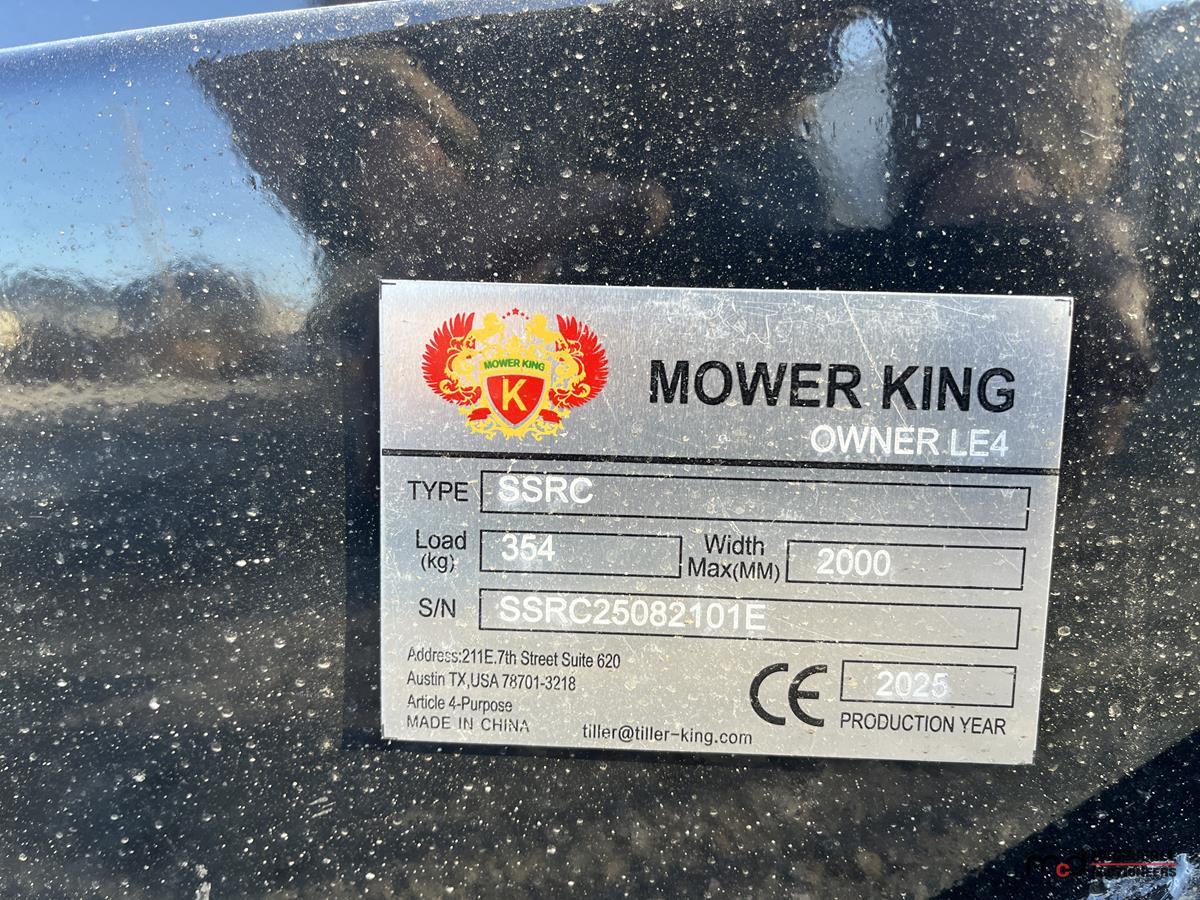 MOWER KING
K
MOWER KING
OWNER LE4
TYPE SSRC
Load (kg) 354 Width Max(MM) 2000
S/N SSRC25082101E
Address:211E.7th Street Suite 620
Austin TX,USA 78701-3218
Article 4-Purpose
MADE IN CHINA
tiller@tiller-king.com
CE 2025
PRODUCTION YEAR